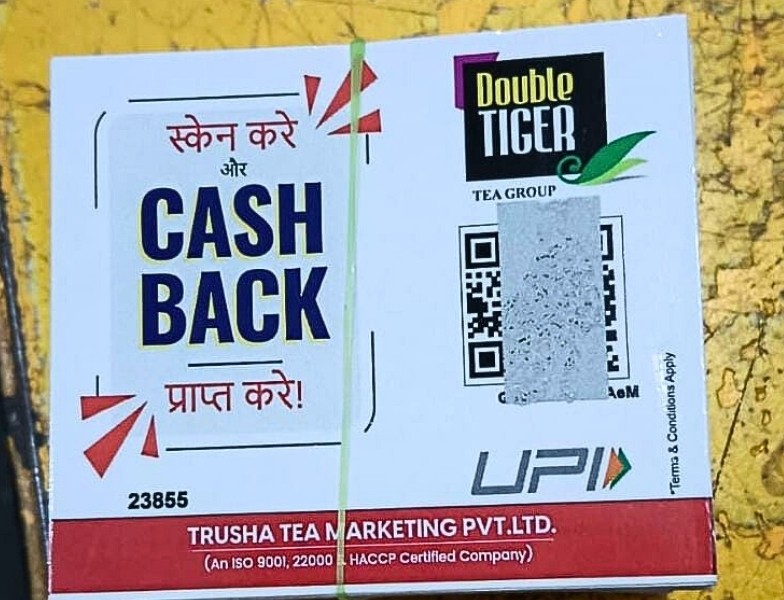 स्केन करे
और
CASH
BACK
प्राप्त करे!
23855
Double
TIGER
TEA GROUP
UPI
*Terms & Conditions Apply
TRUSHA TEA MARKETING PVT.LTD.
(An ISO 9001, 22000 & HACCP Certified Company)